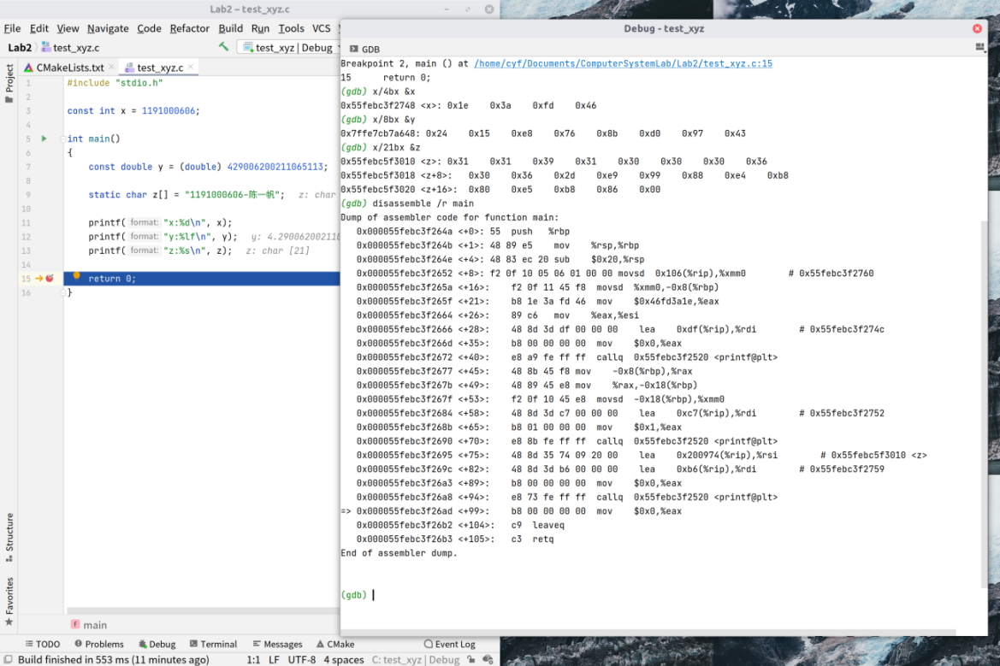 Lab2 – test_xyz.c
File Edit View Navigate Code Refactor Build Run Tools VCS
Lab2 test_xyz.c test_xyz | Debug
CMakeLists.txt test_xyz.c
Project
1 #include "stdio.h"
2
3 const int x = 1191000606;
4
5 int main()
6 {
7 const double y = (double) 429006200211065113;
8
9 static char z[] = "1191000606-陈一帆"; z: char
10
11 printf( format: "x:%d\n", x);
12 printf( format: "y:%lf\n", y); y: 4.290062002110
13 printf( format: "z:%s\n", z); z: char [21]
14
15 return 0;
16 }
Structure
Favorites
f main
TODO Problems Debug Terminal Messages CMake Event Log
Build finished in 553 ms (11 minutes ago) 1:1 LF UTF-8 4 spaces C: test_xyz | Debug
Debug - test_xyz
GDB
Breakpoint 2, main () at /home/cyf/Documents/ComputerSystemLab/Lab2/test_xyz.c:15
15 return 0;
(gdb) x/4bx &x
0x55febc3f2748 <x>: 0x1e 0x3a 0xfd 0x46
(gdb) x/8bx &y
0x7ffe7cb7a648: 0x24 0x15 0xe8 0x76 0x8b 0xd0 0x97 0x43
(gdb) x/21bx &z
0x55febc5f3010 <z>: 0x31 0x31 0x39 0x31 0x30 0x30 0x30 0x36
0x55febc5f3018 <z+8>: 0x30 0x36 0x2d 0xe9 0x99 0x88 0xe4 0xb8
0x55febc5f3020 <z+16>: 0x80 0xe5 0xb8 0x86 0x00
(gdb) disassemble /r main
Dump of assembler code for function main:
0x000055febc3f264a <+0>: 55 push %rbp
0x000055febc3f264b <+1>: 48 89 e5 mov %rsp,%rbp
0x000055febc3f264e <+4>: 48 83 ec 20 sub $0x20,%rsp
0x000055febc3f2652 <+8>: f2 0f 10 05 06 01 00 00 movsd 0x106(%rip),%xmm0 # 0x55febc3f2760
0x000055febc3f265a <+16>: f2 0f 11 45 f8 movsd %xmm0,-0x8(%rbp)
0x000055febc3f265f <+21>: b8 1e 3a fd 46 mov $0x46fd3a1e,%eax
0x000055febc3f2664 <+26>: 89 c6 mov %eax,%esi
0x000055febc3f2666 <+28>: 48 8d 3d df 00 00 00 lea 0xdf(%rip),%rdi # 0x55febc3f274c
0x000055febc3f266d <+35>: b8 00 00 00 00 mov $0x0,%eax
0x000055febc3f2672 <+40>: e8 a9 fe ff ff callq 0x55febc3f2520 <printf@plt>
0x000055febc3f2677 <+45>: 48 8b 45 f8 mov -0x8(%rbp),%rax
0x000055febc3f267b <+49>: 48 89 45 e8 mov %rax,-0x18(%rbp)
0x000055febc3f267f <+53>: f2 0f 10 45 e8 movsd -0x18(%rbp),%xmm0
0x000055febc3f2684 <+58>: 48 8d 3d c7 00 00 00 lea 0xc7(%rip),%rdi # 0x55febc3f2752
0x000055febc3f268b <+65>: b8 01 00 00 00 mov $0x1,%eax
0x000055febc3f2690 <+70>: e8 8b fe ff ff callq 0x55febc3f2520 <printf@plt>
0x000055febc3f2695 <+75>: 48 8d 35 74 09 20 00 lea 0x200974(%rip),%rsi # 0x55febc5f3010 <z>
0x000055febc3f269c <+82>: 48 8d 3d b6 00 00 00 lea 0xb6(%rip),%rdi # 0x55febc3f2759
0x000055febc3f26a3 <+89>: b8 00 00 00 00 mov $0x0,%eax
0x000055febc3f26a8 <+94>: e8 73 fe ff ff callq 0x55febc3f2520 <printf@plt>
=> 0x000055febc3f26ad <+99>: b8 00 00 00 00 mov $0x0,%eax
0x000055febc3f26b2 <+104>: c9 leaveq
0x000055febc3f26b3 <+105>: c3 retq
End of assembler dump.
(gdb)